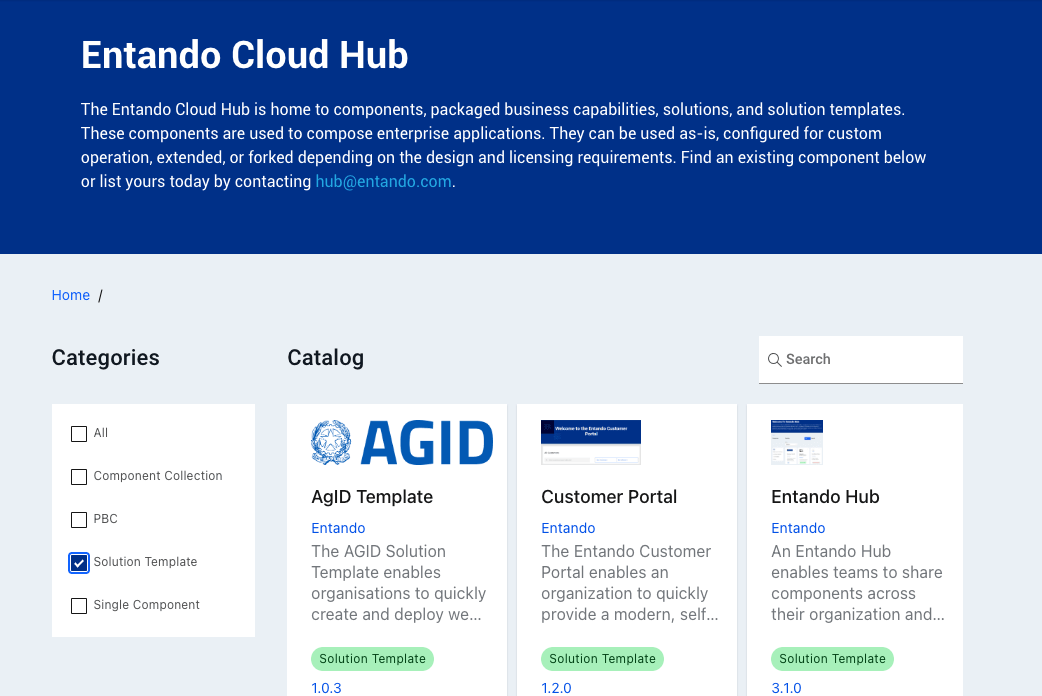 Entando Cloud Hub
The Entando Cloud Hub is home to components, packaged business capabilities, solutions, and solution templates.
These components are used to compose enterprise applications. They can be used as-is, configured for custom
operation, extended, or forked depending on the design and licensing requirements. Find an existing component below
or list yours today by contacting hub@entando.com.
Home /
Categories
All
Component Collection
PBC
Solution Template
Single Component
Catalog
Search
AGID
AgID Template
Entando
The AGID Solution
Template enables
organisations to quickly
create and deploy we...
Solution Template
1.0.3
Welcome to the Entando Customer
Portal
Customer Portal
Entando
The Entando Customer
Portal enables an
organization to quickly
provide a modern, self...
Solution Template
1.2.0
Entando Hub
Entando
An Entando Hub
enables teams to share
components across
their organization and...
Solution Template
3.1.0